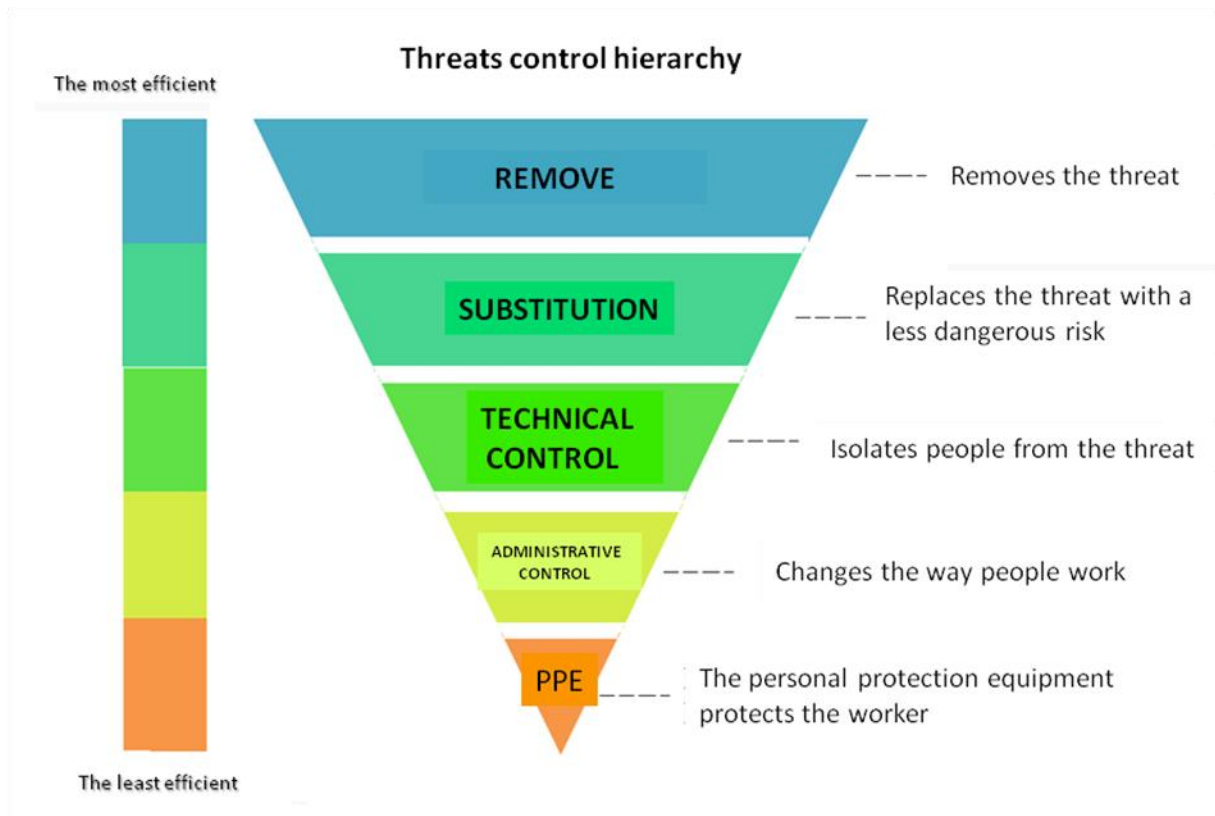 Threats control hierarchy
The most efficient
REMOVE
Removes the threat
SUBSTITUTION
Replaces the threat with a
less dangerous risk
TECHNICAL
CONTROL
Isolates people from the threat
ADMINISTRATIVE
CONTROL
Changes the way people work
PPE
The personal protection equipment
protects the worker
The least efficient